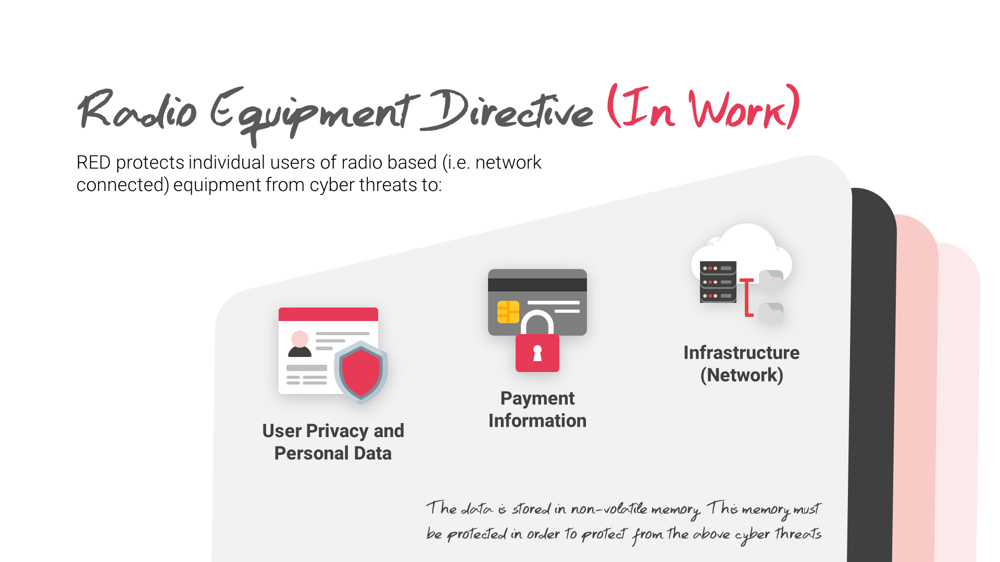 Radio Equipment Directive (In Work)
RED protects individual users of radio based (i.e. network
connected) equipment from cyber threats to:
Infrastructure
(Network)
Payment
Information
User Privacy and
Personal Data
The data is stored in non-volatile memory. This memory must
be protected in order to protect from the above cyber threats